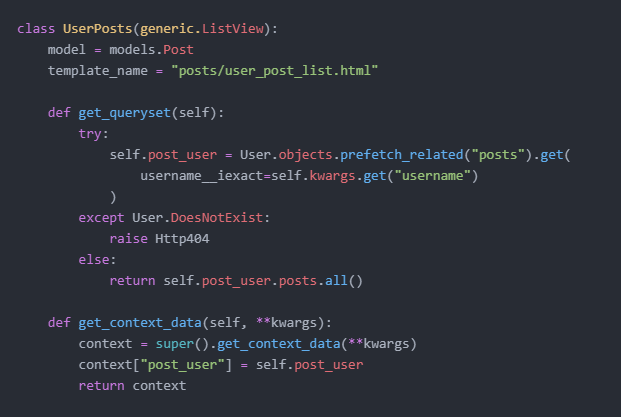 class UserPosts(generic.ListView):
    model = models.Post
    template_name = "posts/user_post_list.html"

    def get_queryset(self):
        try:
            self.post_user = User.objects.prefetch_related("posts").get(
                username__iexact=self.kwargs.get("username")
            )
        except User.DoesNotExist:
            raise Http404
        else:
            return self.post_user.posts.all()

    def get_context_data(self, **kwargs):
        context = super().get_context_data(**kwargs)
        context["post_user"] = self.post_user
        return context